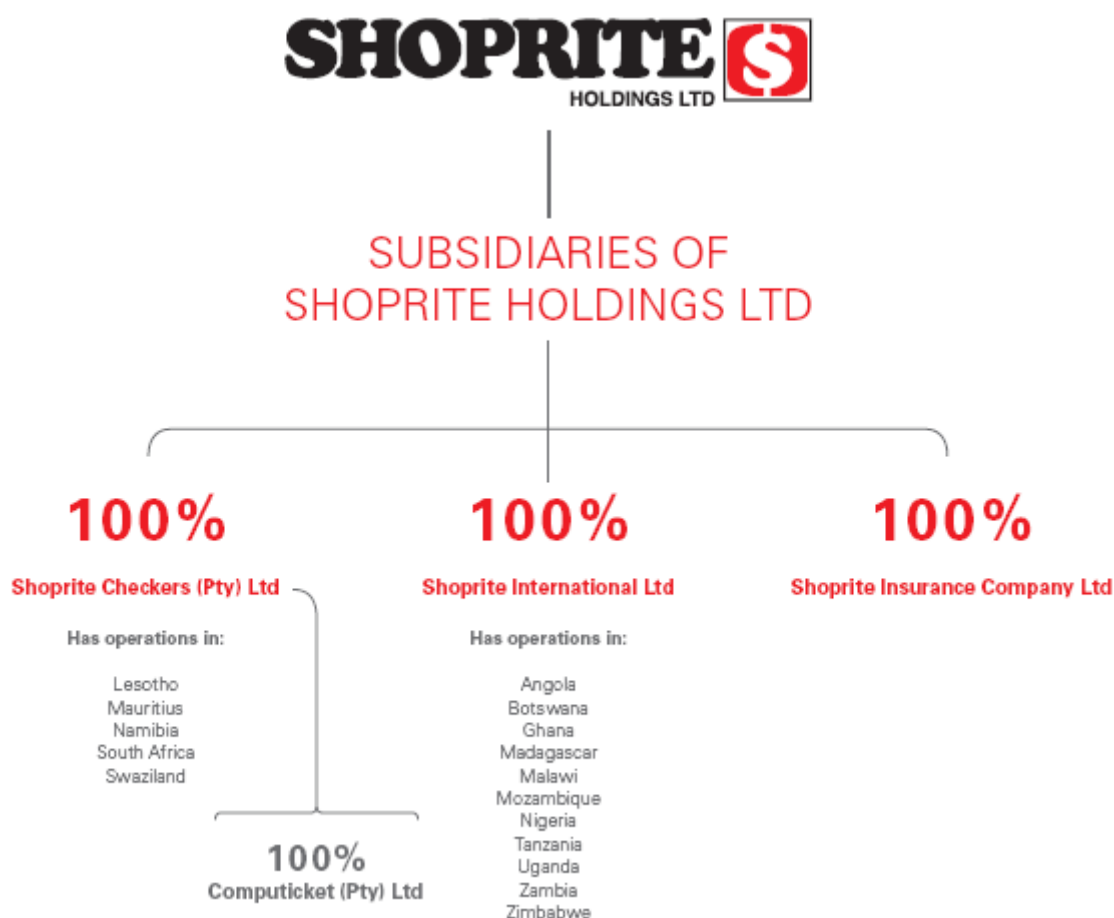 SHOPRITE
HOLDINGS LTD
SUBSIDIARIES OF
SHOPRITE HOLDINGS LTD
100%
Shoprite Checkers (Pty) Ltd
Has operations in:
Lesotho
Mauritius
Namibia
South Africa
Swaziland
100%
Computicket (Pty) Ltd
100%
Shoprite International Ltd
Has operations in:
Angola
Botswana
Ghana
Madagascar
Malawi
Mozambique
Nigeria
Tanzania
Uganda
Zambia
Zimbabwe
100%
Shoprite Insurance Company Ltd